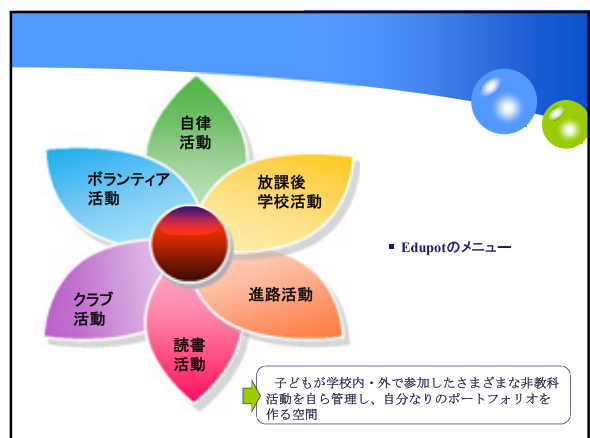 自律
活動
ボランティア
活動
放課後
学校活動
Edupotのメニュー
進路活動
クラブ
活動
読書
活動
子どもが学校内・外で参加したさまざまな非教科
活動を自ら管理し、自分なりのポートフォリオを
作る空間